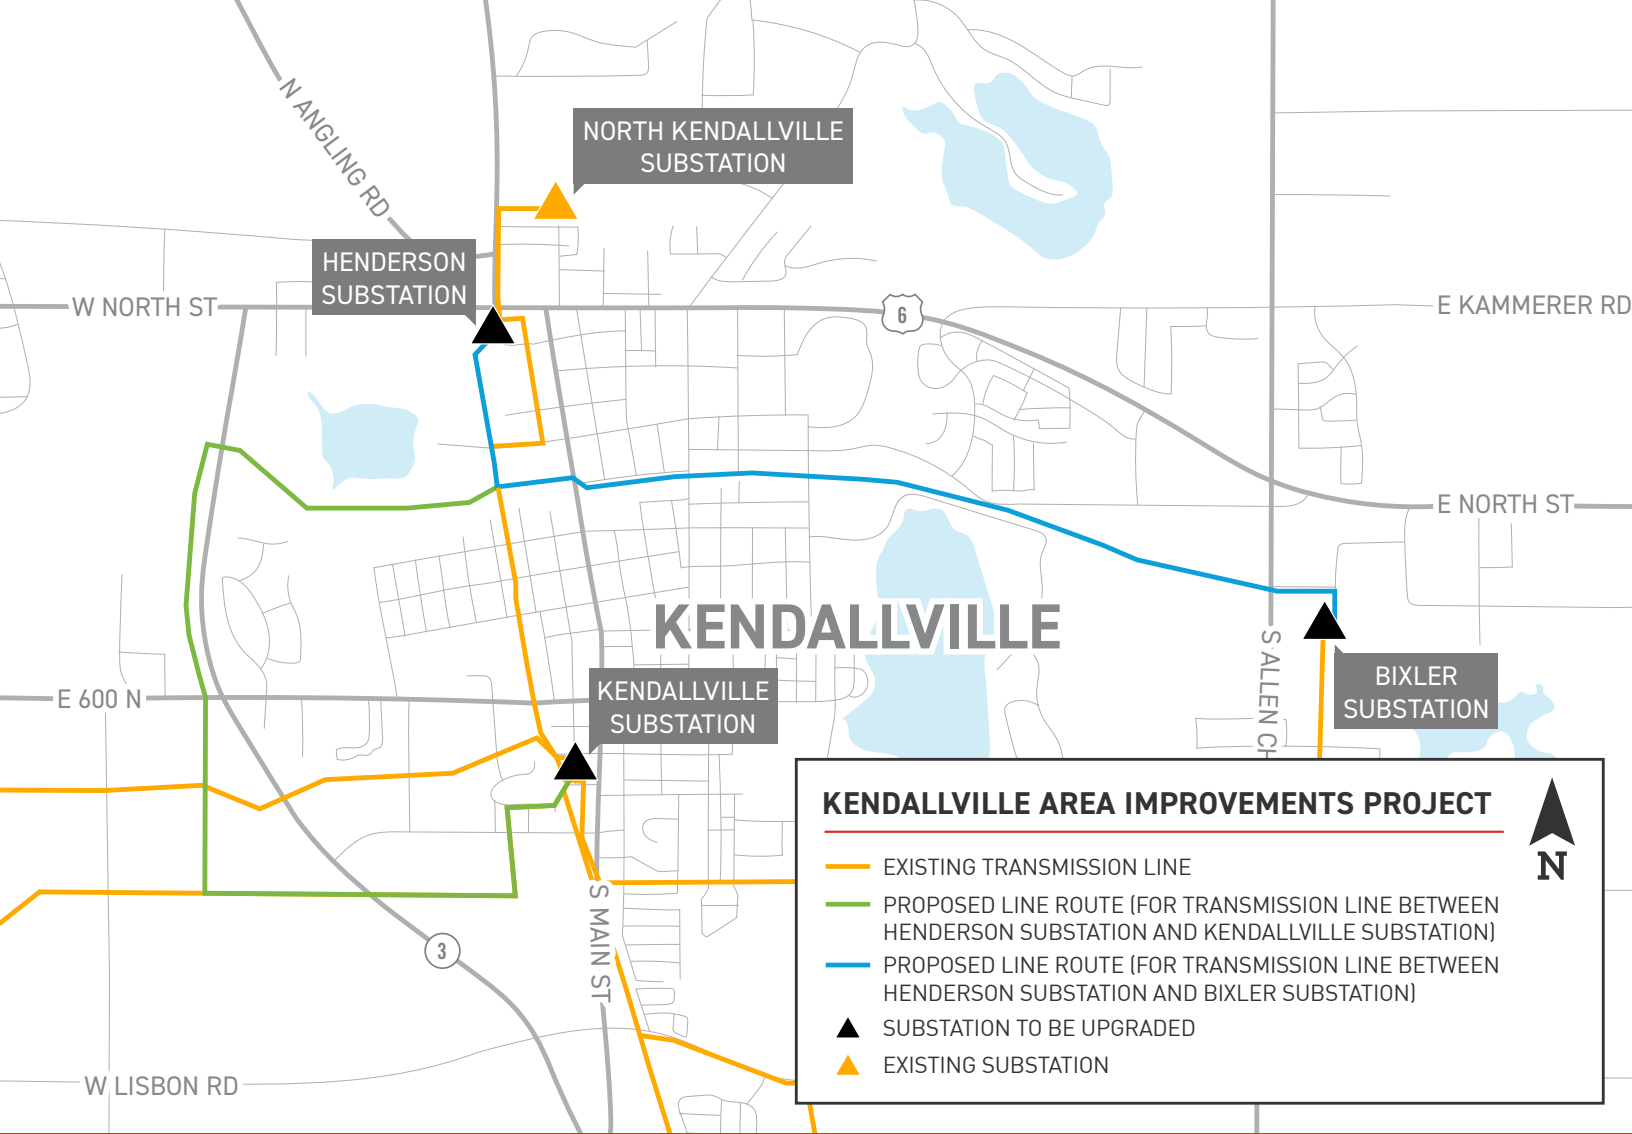 N ANGLING RD
NORTH KENDALLVILLE
SUBSTATION
HENDERSON
SUBSTATION
W NORTH ST
6
E KAMMERER RD
E NORTH ST
KENDALLVILLE
S ALLEN CH
BIXLER
SUBSTATION
E 600 N
KENDALLVILLE
SUBSTATION
S MAIN ST
3
W LISBON RD
KENDALLVILLE AREA IMPROVEMENTS PROJECT
N
EXISTING TRANSMISSION LINE
PROPOSED LINE ROUTE (FOR TRANSMISSION LINE BETWEEN
HENDERSON SUBSTATION AND KENDALLVILLE SUBSTATION)
PROPOSED LINE ROUTE (FOR TRANSMISSION LINE BETWEEN
HENDERSON SUBSTATION AND BIXLER SUBSTATION)
SUBSTATION TO BE UPGRADED
EXISTING SUBSTATION